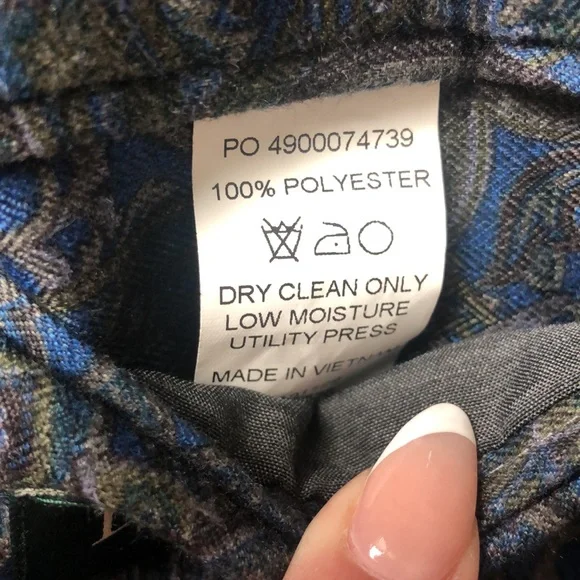 PO 4900074739
100% POLYESTER
DRY CLEAN ONLY
LOW MOISTURE
UTILITY PRESS
MADE IN